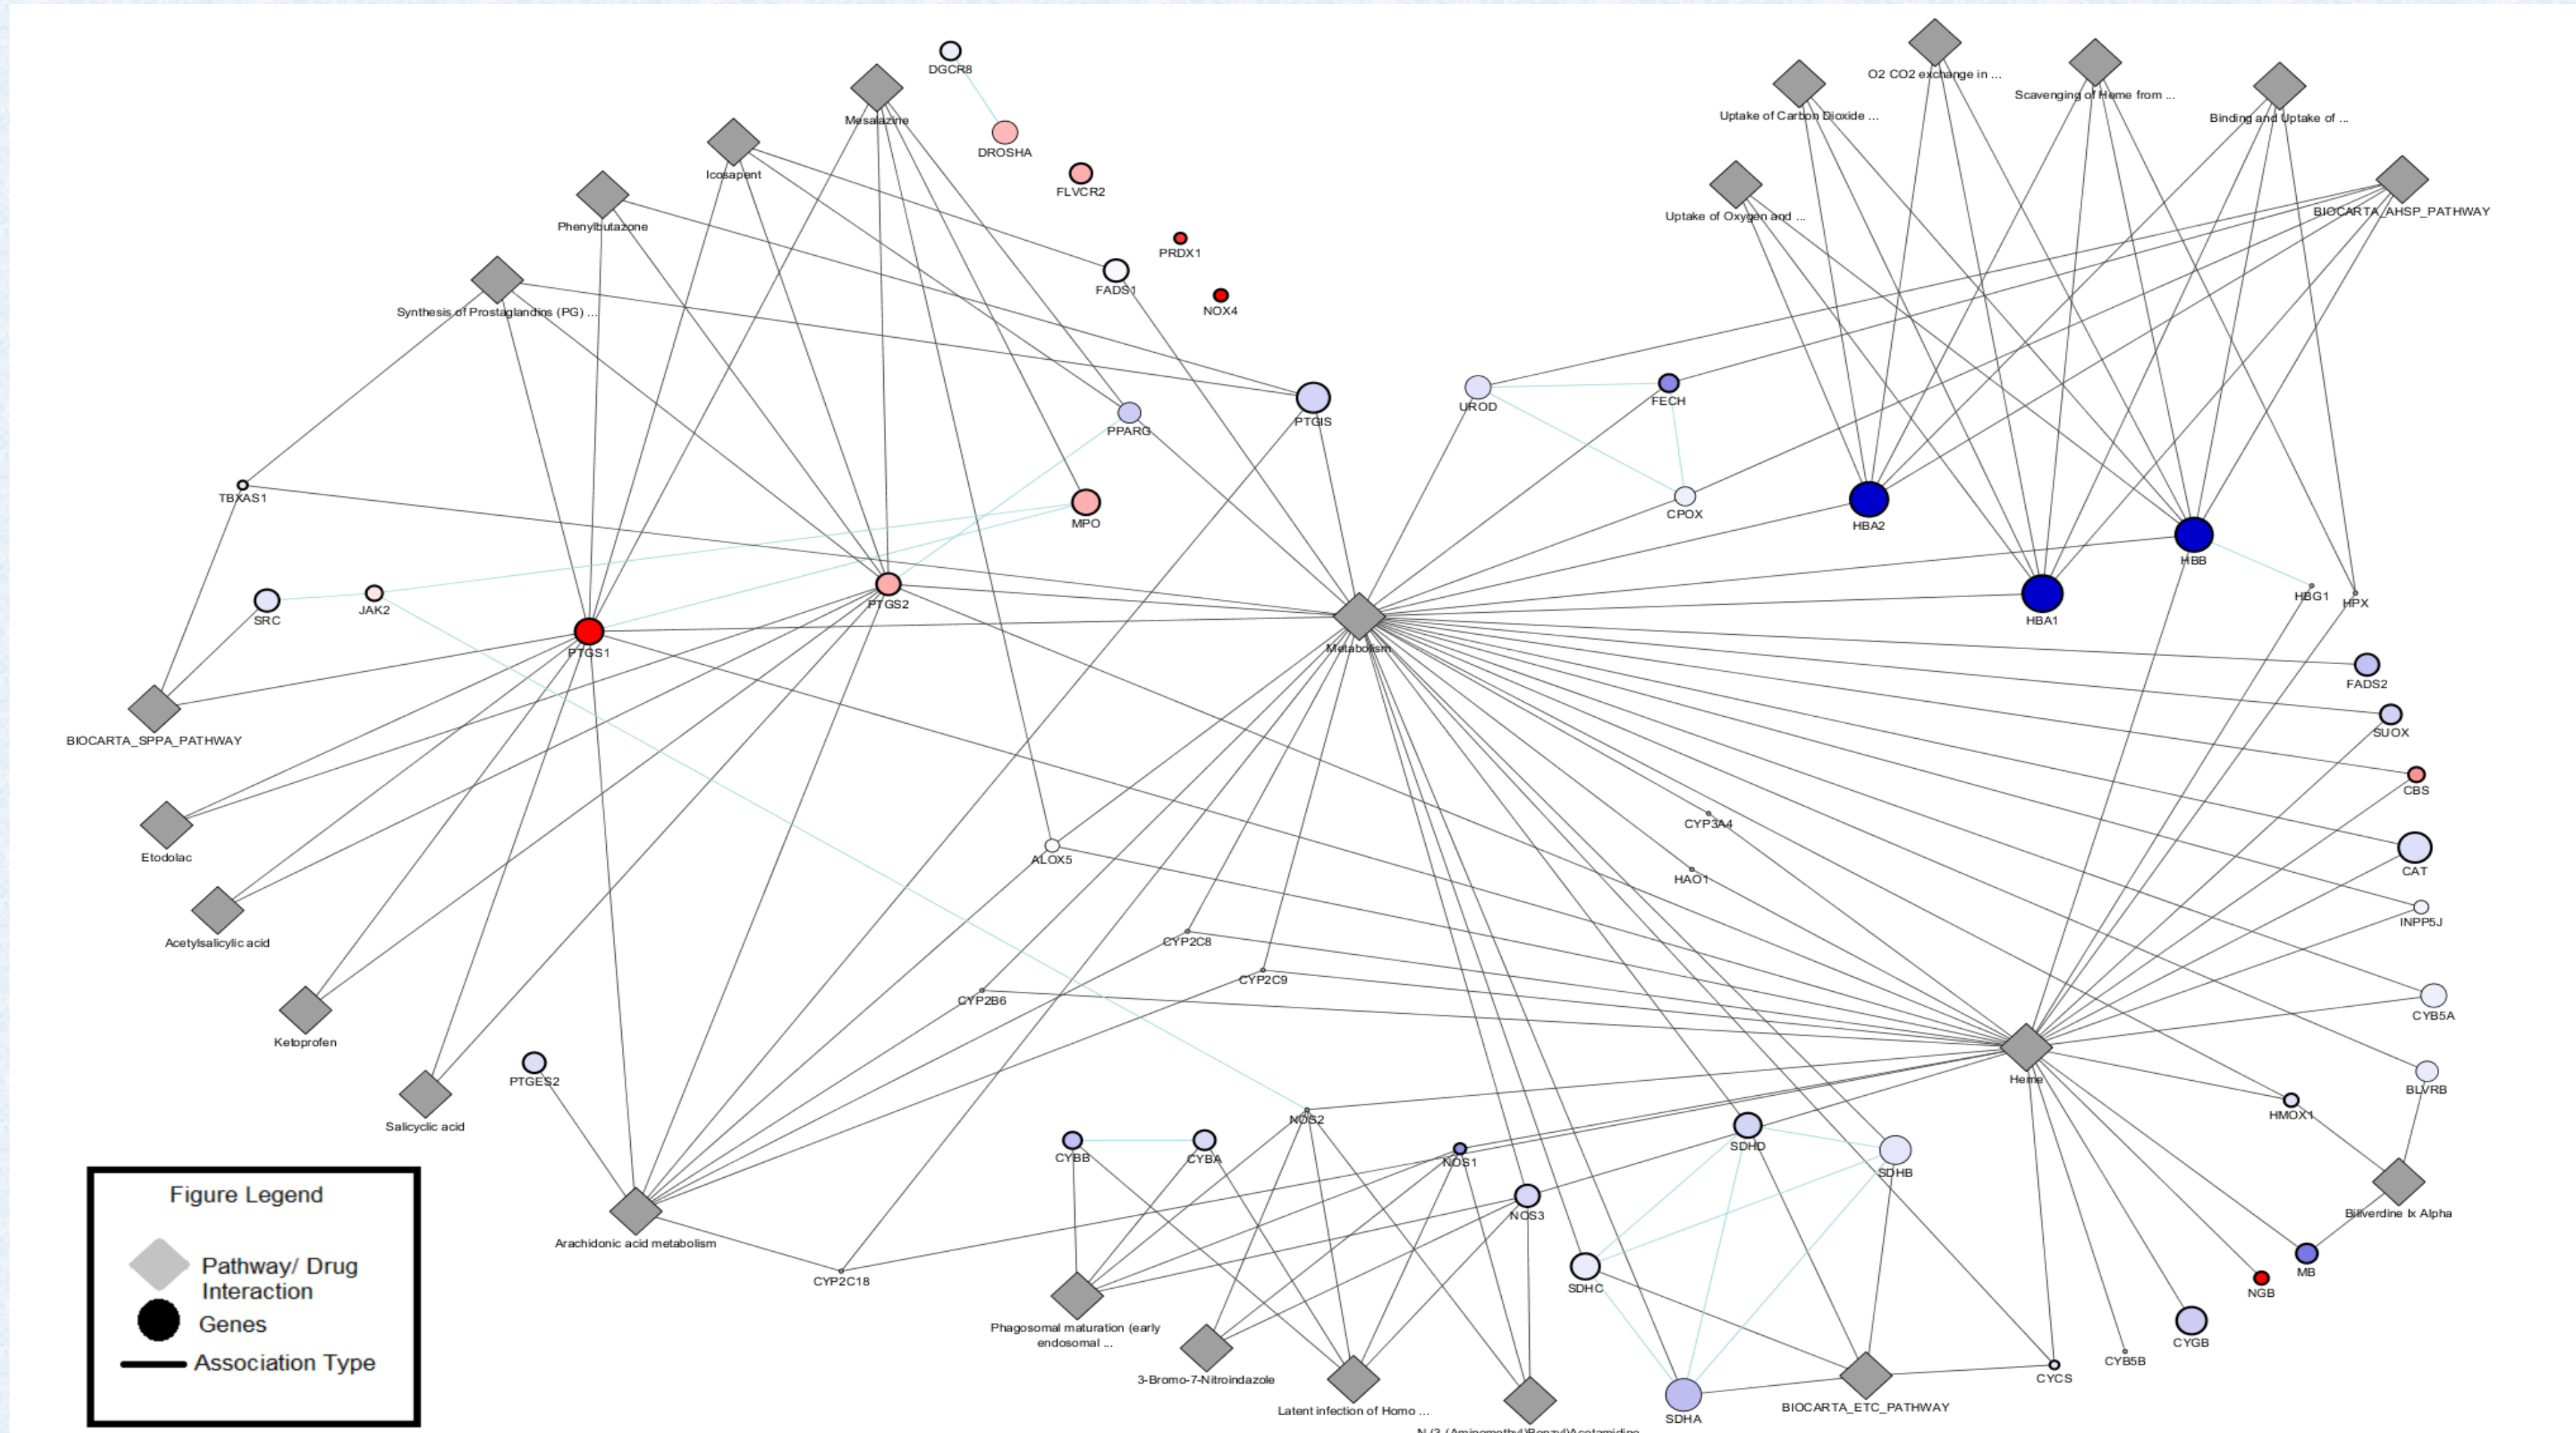 DGCR8
O2 CO2 exchange in ...
Scavenging of Heme from ...
Uptake of Carbon Dioxide ...
Binding and Uptake of ...
Mesalazine
DROSHA
Icosapent
FLVCR2
Phenylbutazone
Uptake of Oxygen and ...
BIOCARTA_AHSP_PATHWAY
PRDX1
FADS1
NOX4
Synthesis of Prostaglandins (PG) ...
UROD
FECH
PTGIS
PPARG
TBXAS1
MPO
CPOX
HBA2
HBB
HBG1
HPX
SRC
JAK2
PTGS2
HBA1
PTGS1
Metabolism
FADS2
SUOX
BIOCARTA_SPPA_PATHWAY
CBS
CYP3A4
Etodolac
ALOX5
CAT
HAO1
INPP5J
Acetylsalicylic acid
CYP2C8
CYP2C9
CYP2B6
CYB5A
Ketoprofen
PTGES2
Heme
BLVRB
HMOX1
Salicyclic acid
NOS2
CYBB
CYBA
NOS1
SDHD
SDHB
NOS3
Biliverdine Ix Alpha
Arachidonic acid metabolism
CYP2C18
SDHC
MB
NGB
Phagosomal maturation (early
endosomal ...
CYGB
CYB5B
3-Bromo-7-Nitroindazole
CYCS
Latent infection of Homo ...
BIOCARTA_ETC_PATHWAY
SDHA
N-(3-(Aminomethyl)Benzyl)Acetamidine
Figure Legend
Pathway/ Drug
Interaction
Genes
Association Type